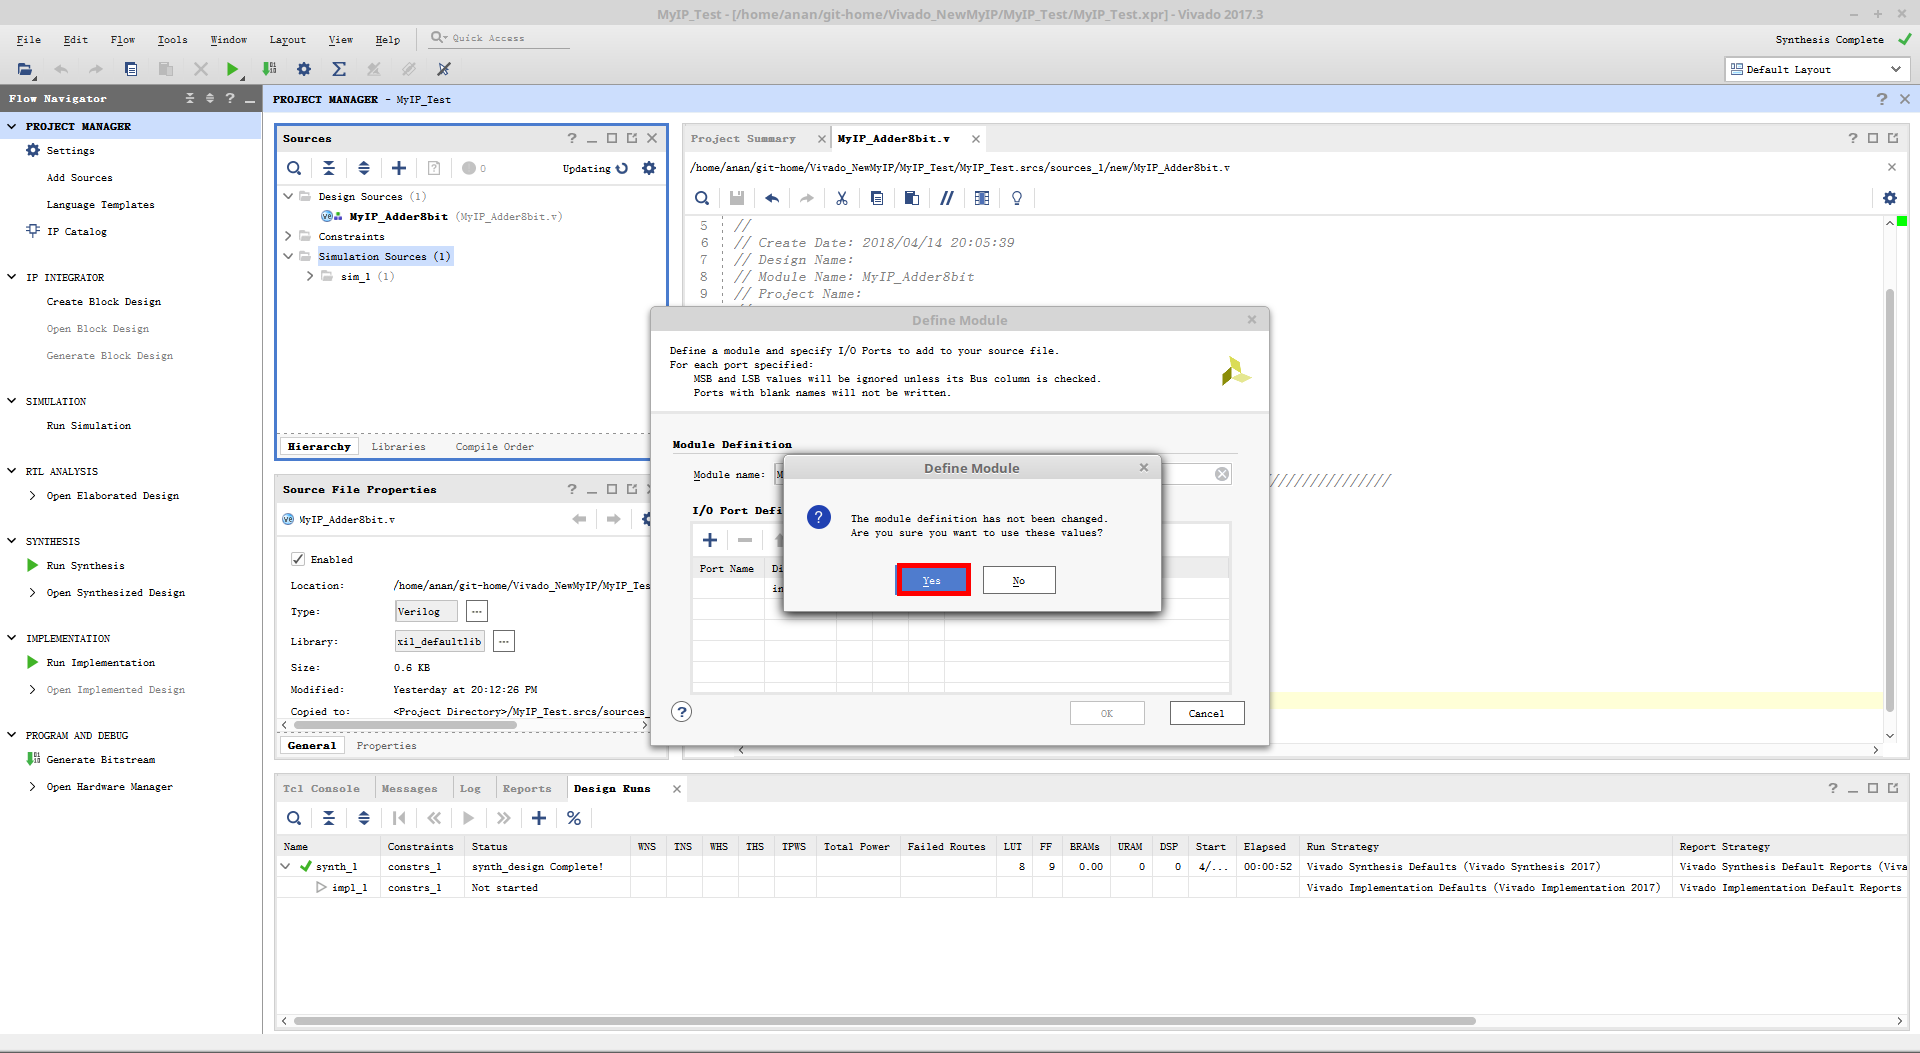 MyIP_Test - [/home/anan/git-home/Vivado_NewMyIP/MyIP_Test/MyIP_Test.xpr] - Vivado 2017.3
File Edit Flow Tools Window Layout View Help Quick Access
Synthesis Complete
Default Layout
Flow Navigator
PROJECT MANAGER
Settings
Add Sources
Language Templates
IP Catalog
IP INTEGRATOR
Create Block Design
Open Block Design
Generate Block Design
SIMULATION
Run Simulation
RTL ANALYSIS
Open Elaborated Design
SYNTHESIS
Run Synthesis
Open Synthesized Design
IMPLEMENTATION
Run Implementation
Open Implemented Design
PROGRAM AND DEBUG
Generate Bitstream
Open Hardware Manager
PROJECT MANAGER - MyIP_Test
Sources
0
Updating
Design Sources (1)
MyIP_Adder8bit (MyIP_Adder8bit.v)
Constraints
Simulation Sources (1)
sim_1 (1)
Hierarchy Libraries Compile Order
Source File Properties
MyIP_Adder8bit.v
Enabled
Location: /home/anan/git-home/Vivado_NewMyIP/MyIP_Tes
Type: Verilog
Library: xil_defaultlib
Size: 0.6 KB
Modified: Yesterday at 20:12:26 PM
Copied to: <Project Directory>/MyIP_Test.srcs/sources_
General Properties
Project Summary MyIP_Adder8bit.v
/home/anan/git-home/Vivado_NewMyIP/MyIP_Test/MyIP_Test.srcs/sources_1/new/MyIP_Adder8bit.v
5 //
6 // Create Date: 2018/04/14 20:05:39
7 // Design Name:
8 // Module Name: MyIP_Adder8bit
9 // Project Name:
///////////////
Define Module
Define a module and specify I/O Ports to add to your source file.
For each port specified:
MSB and LSB values will be ignored unless its Bus column is checked.
Ports with blank names will not be written.
Module Definition
Module name: M
I/O Port Defi
Port Name Di
in
OK Cancel
Define Module
The module definition has not been changed.
Are you sure you want to use these values?
Yes No
Tcl Console Messages Log Reports Design Runs
Name Constraints Status WNS TNS WHS THS TPWS Total Power Failed Routes LUT FF BRAMs URAM DSP Start Elapsed Run Strategy Report Strategy
synth_1 constrs_1 synth_design Complete! 8 9 0.00 0 0 4/... 00:00:52 Vivado Synthesis Defaults (Vivado Synthesis 2017) Vivado Synthesis Default Reports (Viva
impl_1 constrs_1 Not started Vivado Implementation Defaults (Vivado Implementation 2017) Vivado Implementation Default Reports